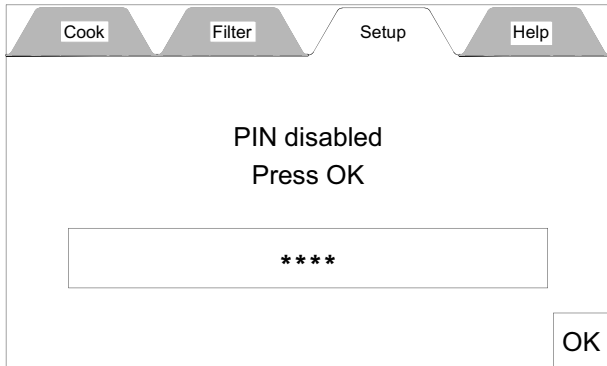 Cook Filter Setup Help
PIN disabled
Press OK
****
OK